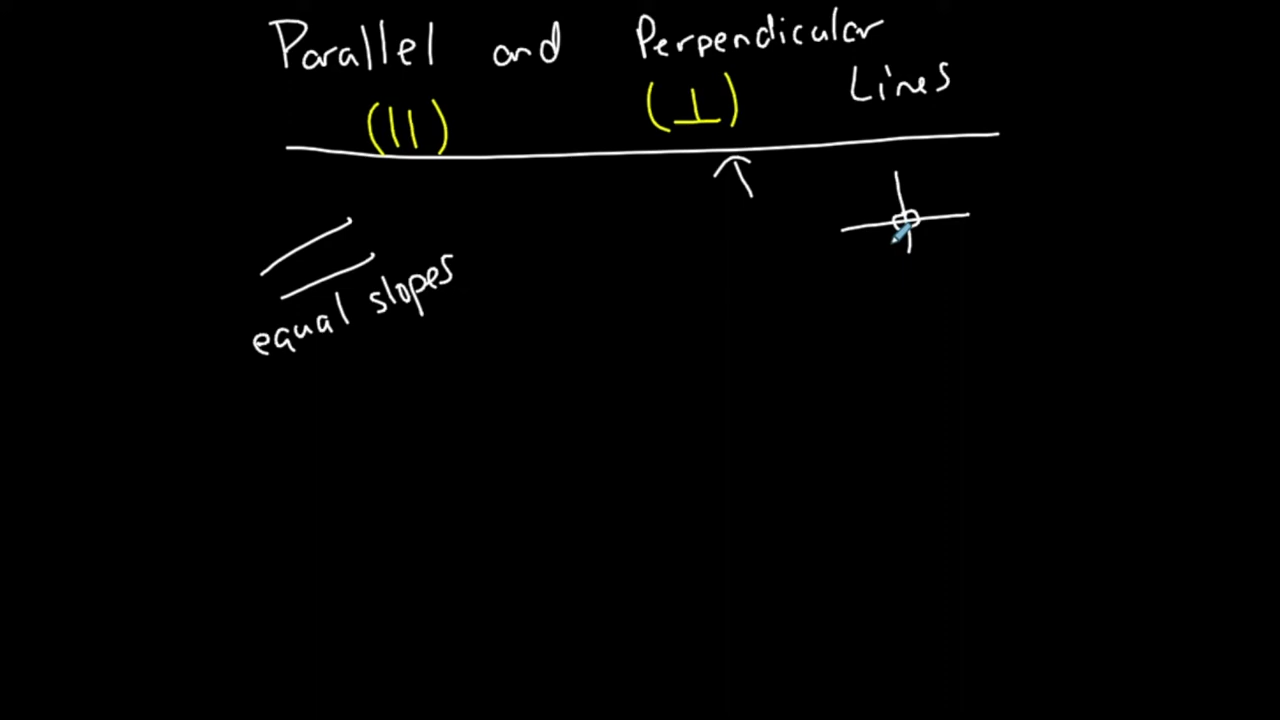 Parallel and Perpendicular
Lines
(||) (⊥)
equal slopes